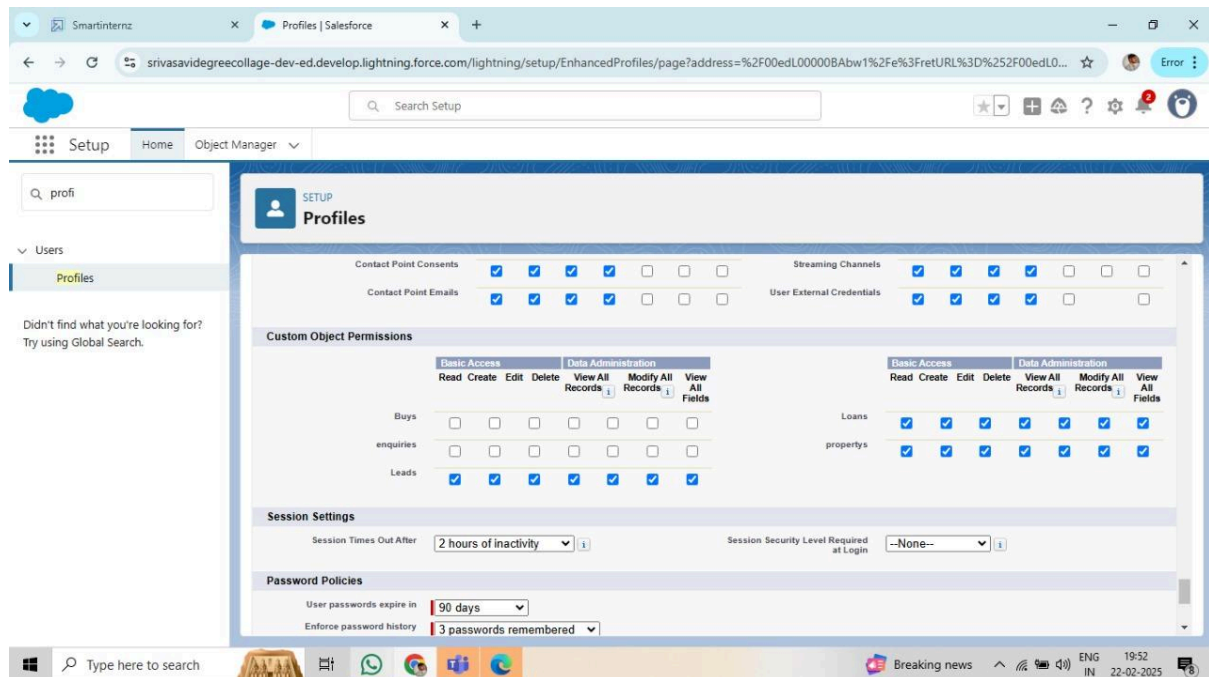 Smartinternz
Profiles | Salesforce
srivasavidegreecollage-dev-ed.develop.lightning.force.com/lightning/setup/EnhancedProfiles/page?address=%2F00edL00000BAbw1%2Fe%3FretURL%3D%252F00edL0...
Error
Search Setup
2
Setup
Home
Object Manager
profi
Users
Profiles
Didn't find what you're looking for?
Try using Global Search.
SETUP
Profiles
Contact Point Consents
Streaming Channels
Contact Point Emails
User External Credentials
Custom Object Permissions
Basic Access Data Administration
Read Create Edit Delete View All Records Modify All Records View All Fields
Basic Access Data Administration
Read Create Edit Delete View All Records Modify All Records View All Fields
Buys
Loans
enquiries
propertys
Leads
Session Settings
Session Times Out After 2 hours of inactivity
Session Security Level Required at Login --None--
Password Policies
User passwords expire in 90 days
Enforce password history 3 passwords remembered
Type here to search
Breaking news
ENG
IN
19:52
22-02-2025
8